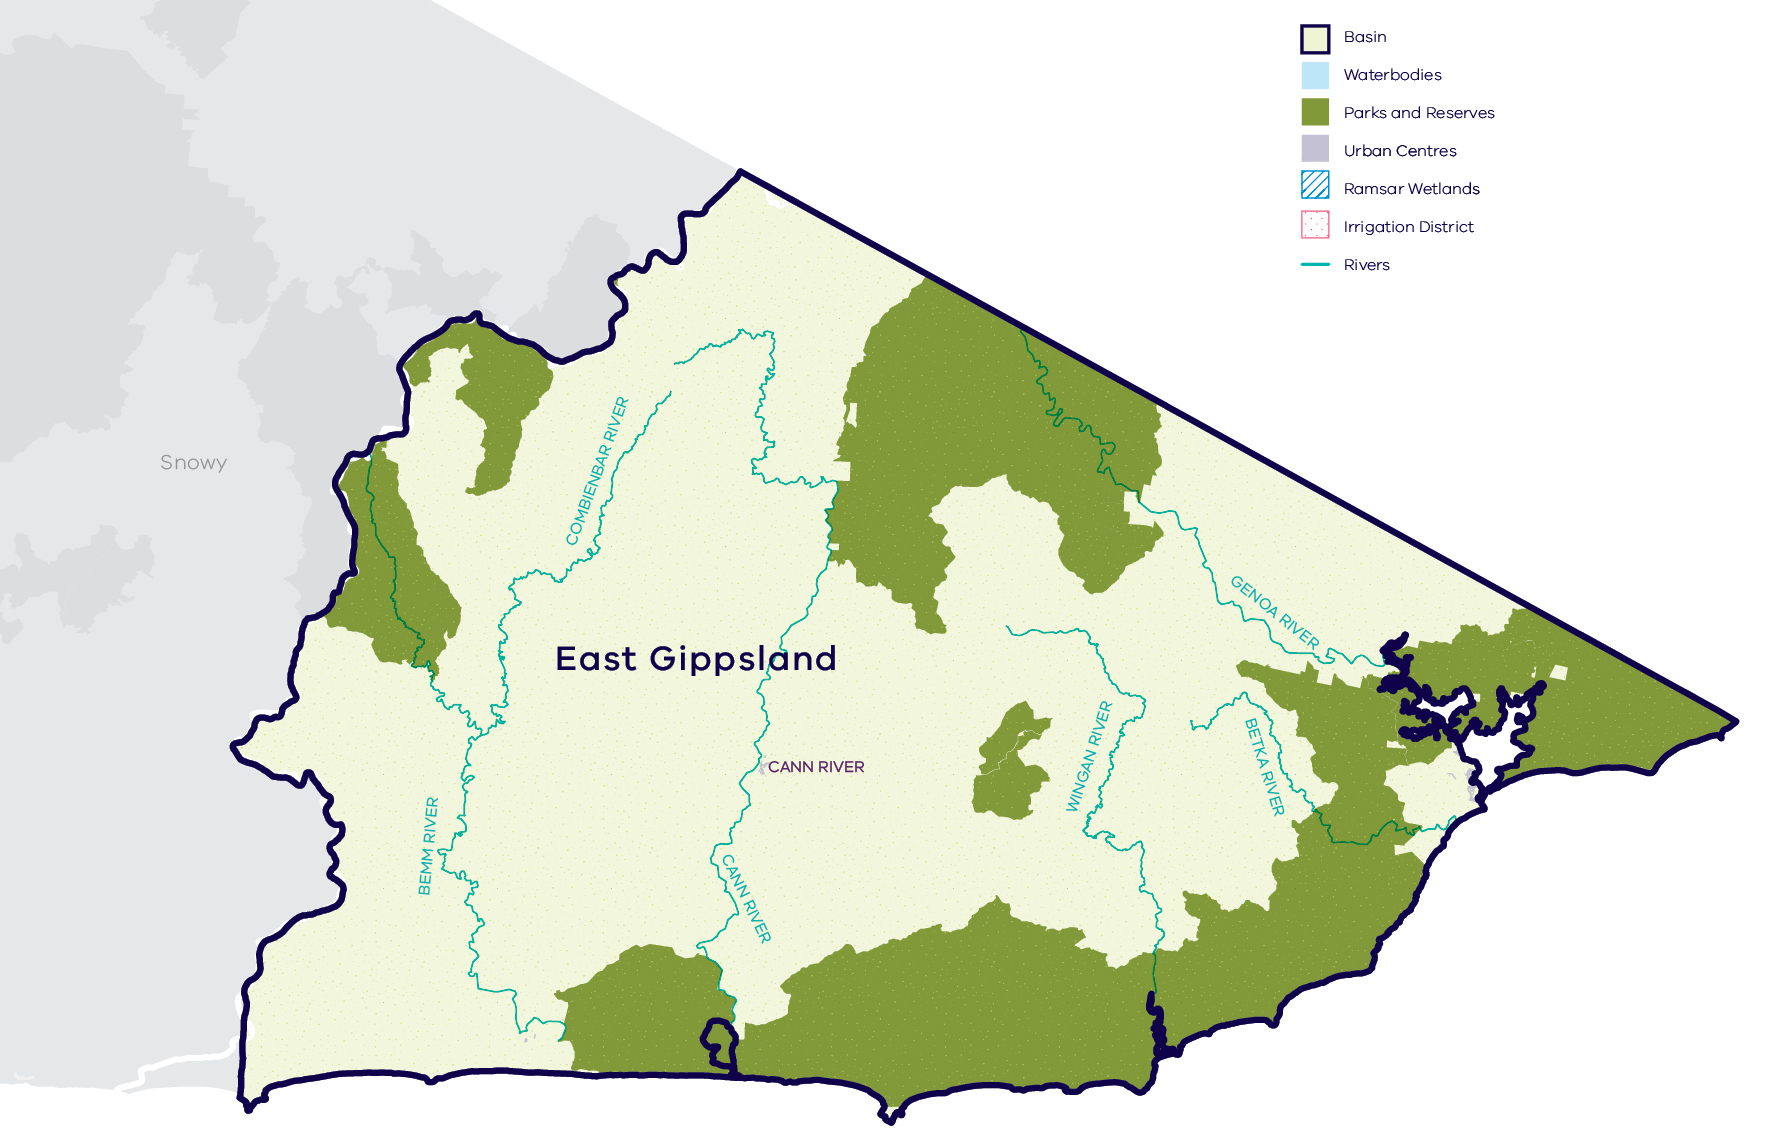 Basin
Waterbodies
Parks and Reserves
Urban Centres
Ramsar Wetlands
Irrigation District
Rivers
Snowy
COMBIENBAR RIVER
GENOA RIVER
East Gippsland
WINGAN RIVER
BETKA RIVER
CANN RIVER
BEMM RIVER
CANN RIVER